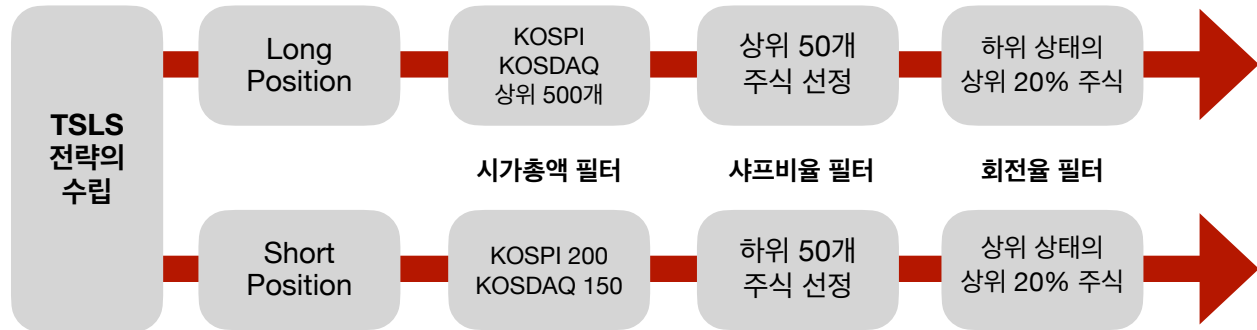 TSLS
전략의
수립
Long
Position
KOSPI
KOSDAQ
상위 500개
상위 50개
주식 선정
하위 상태의
상위 20% 주식
시가총액 필터
샤프비율 필터
회전율 필터
Short
Position
KOSPI 200
KOSDAQ 150
하위 50개
주식 선정
상위 상태의
상위 20% 주식